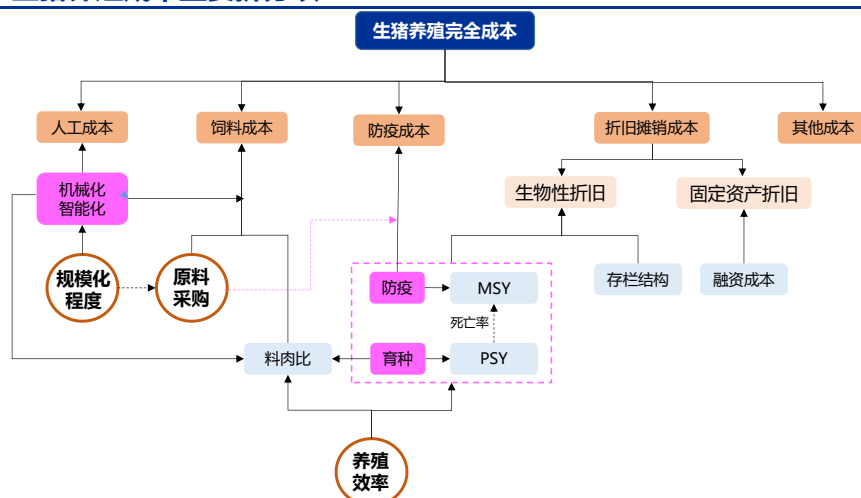 生猪养殖完全成本
人工成本
饲料成本
防疫成本
折旧摊销成本
其他成本
机械化
智能化
生物性折旧
固定资产折旧
规模化
程度
原料
采购
防疫
MSY
存栏结构
融资成本
死亡率
料肉比
育种
PSY
养殖
效率